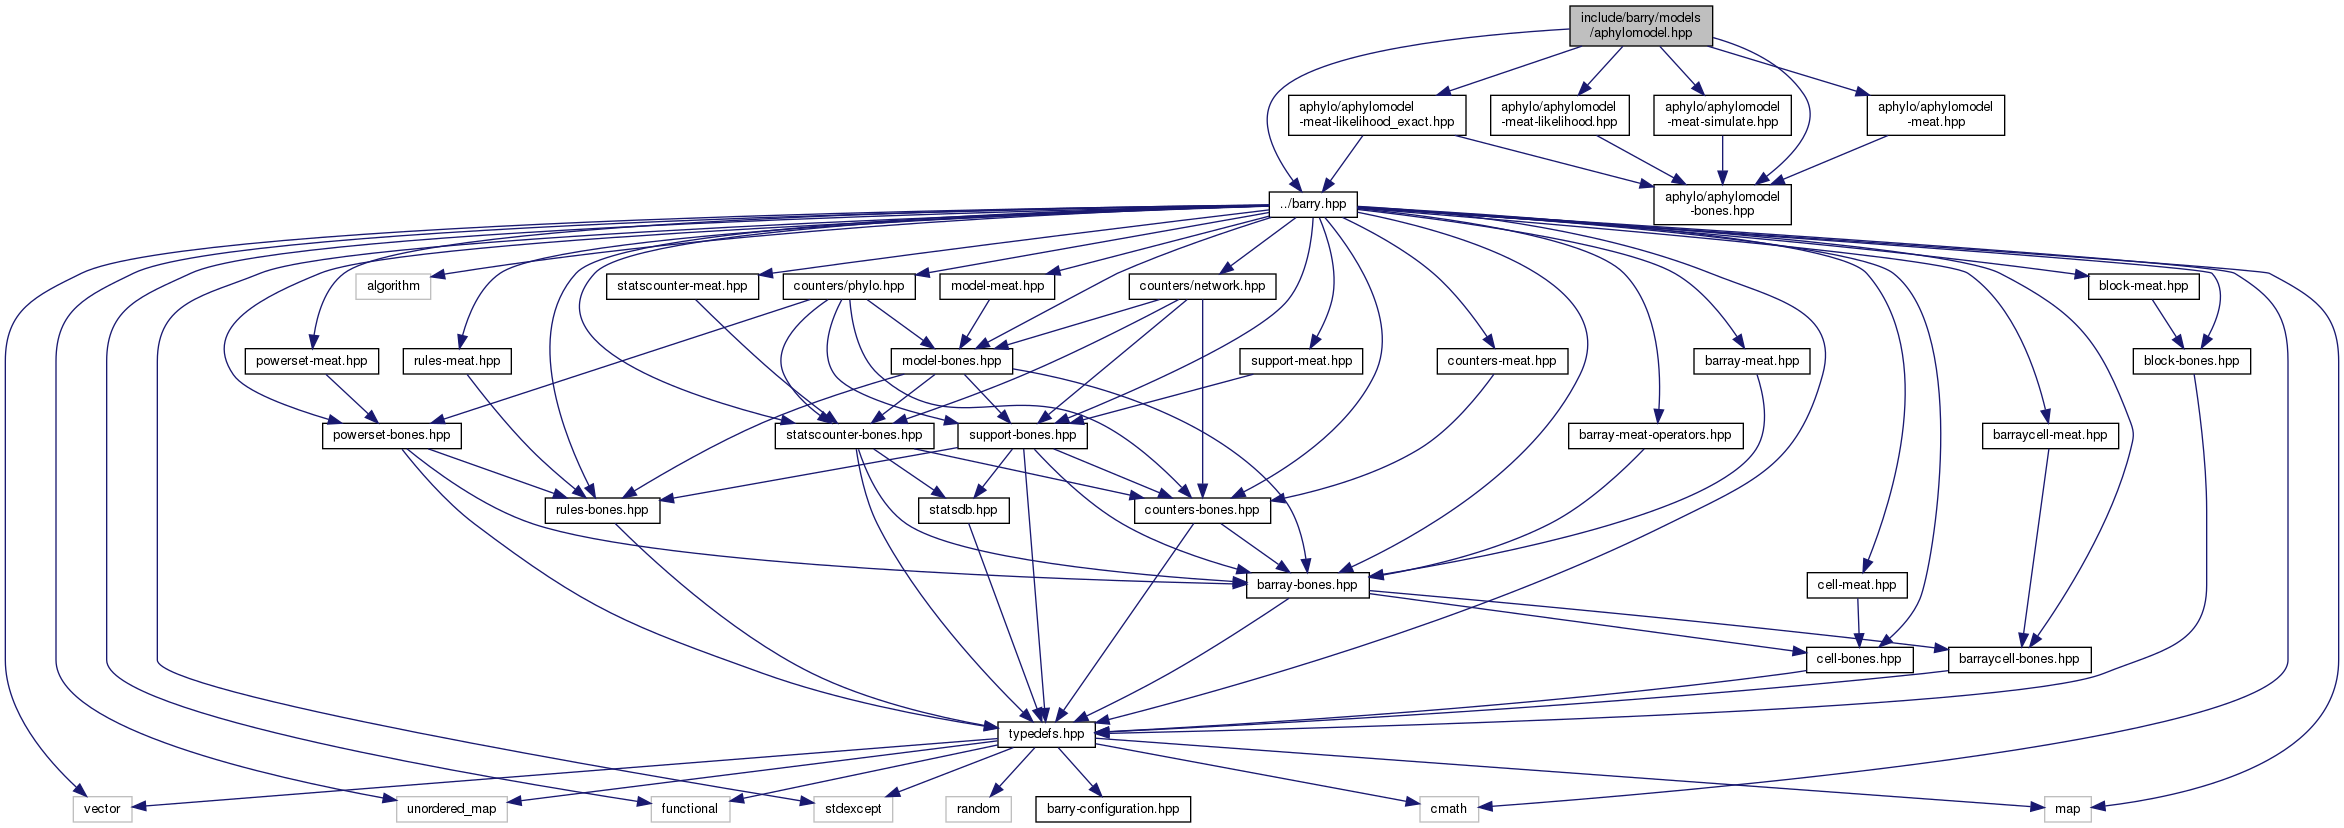 include/barry/models
/aphylomodel.hpp
aphylo/aphylomodel
-meat-likelihood_exact.hpp
aphylo/aphylomodel
-meat-likelihood.hpp
aphylo/aphylomodel
-meat-simulate.hpp
aphylo/aphylomodel
-meat.hpp
../barry.hpp
aphylo/aphylomodel
-bones.hpp
algorithm
statscounter-meat.hpp
counters/phylo.hpp
model-meat.hpp
counters/network.hpp
block-meat.hpp
powerset-meat.hpp
rules-meat.hpp
model-bones.hpp
support-meat.hpp
counters-meat.hpp
barray-meat.hpp
block-bones.hpp
powerset-bones.hpp
statscounter-bones.hpp
support-bones.hpp
barray-meat-operators.hpp
barraycell-meat.hpp
rules-bones.hpp
statsdb.hpp
counters-bones.hpp
barray-bones.hpp
cell-meat.hpp
cell-bones.hpp
barraycell-bones.hpp
typedefs.hpp
vector
unordered_map
functional
stdexcept
random
barry-configuration.hpp
cmath
map